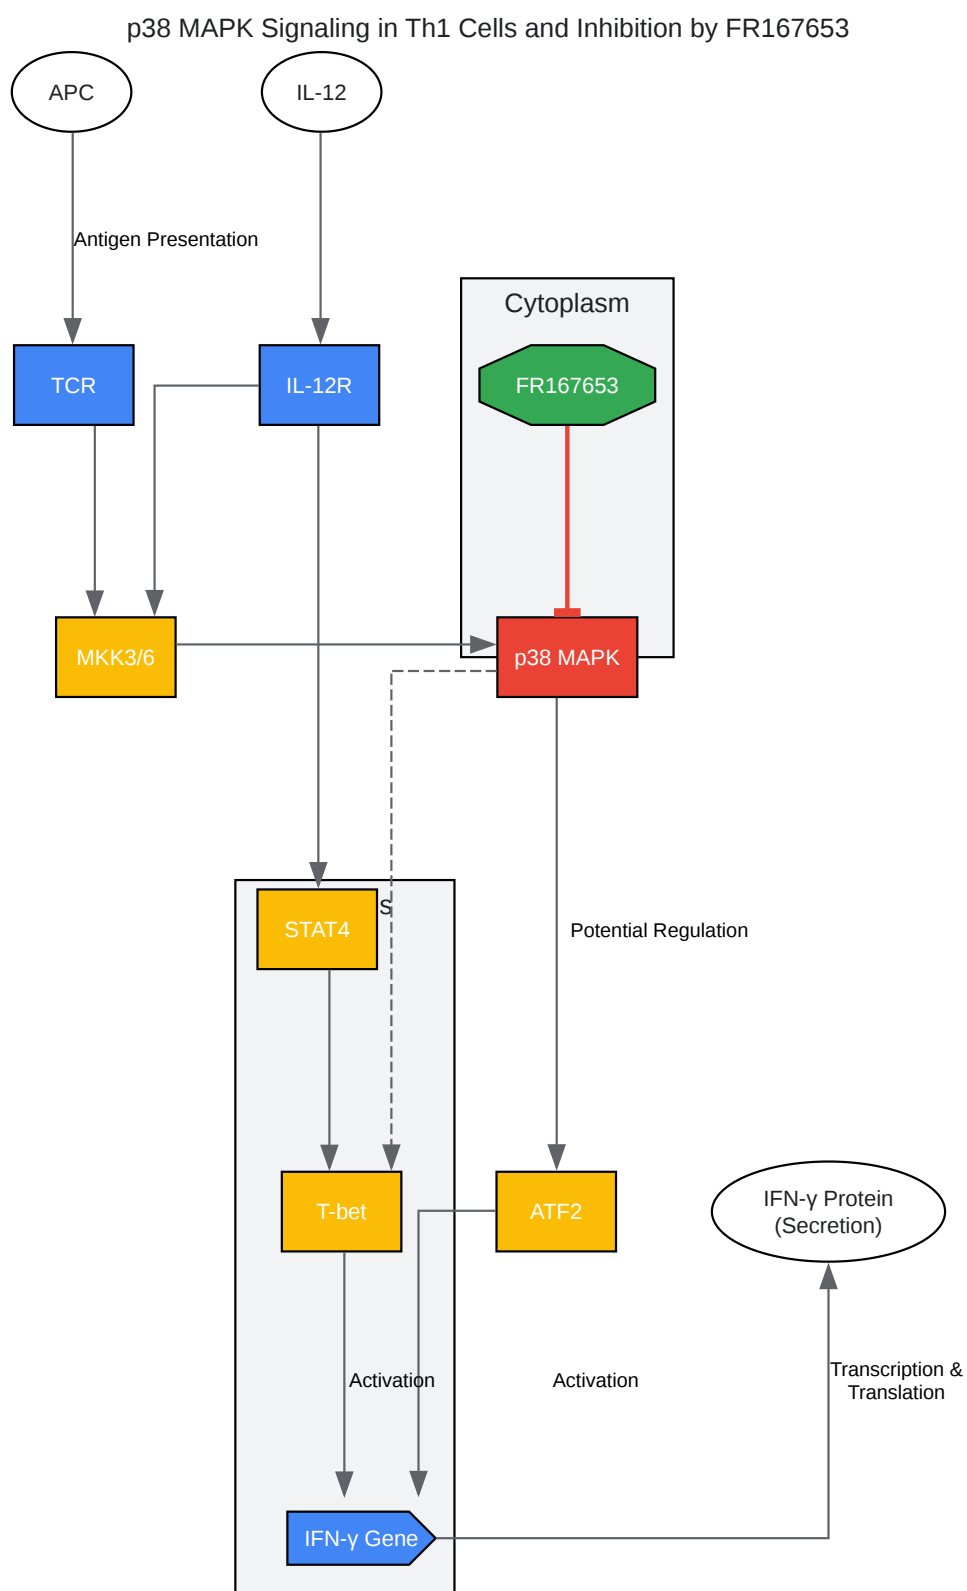 p38 MAPK Signaling in Th1 Cells and Inhibition by FR167653
APC
IL-12
Antigen Presentation
Cytoplasm
TCR
IL-12R
FR167653
MKK3/6
p38 MAPK
s
STAT4
Potential Regulation
T-bet
ATF2
IFN-γ Protein
(Secretion)
Activation
Activation
Transcription &
Translation
IFN-γ Gene